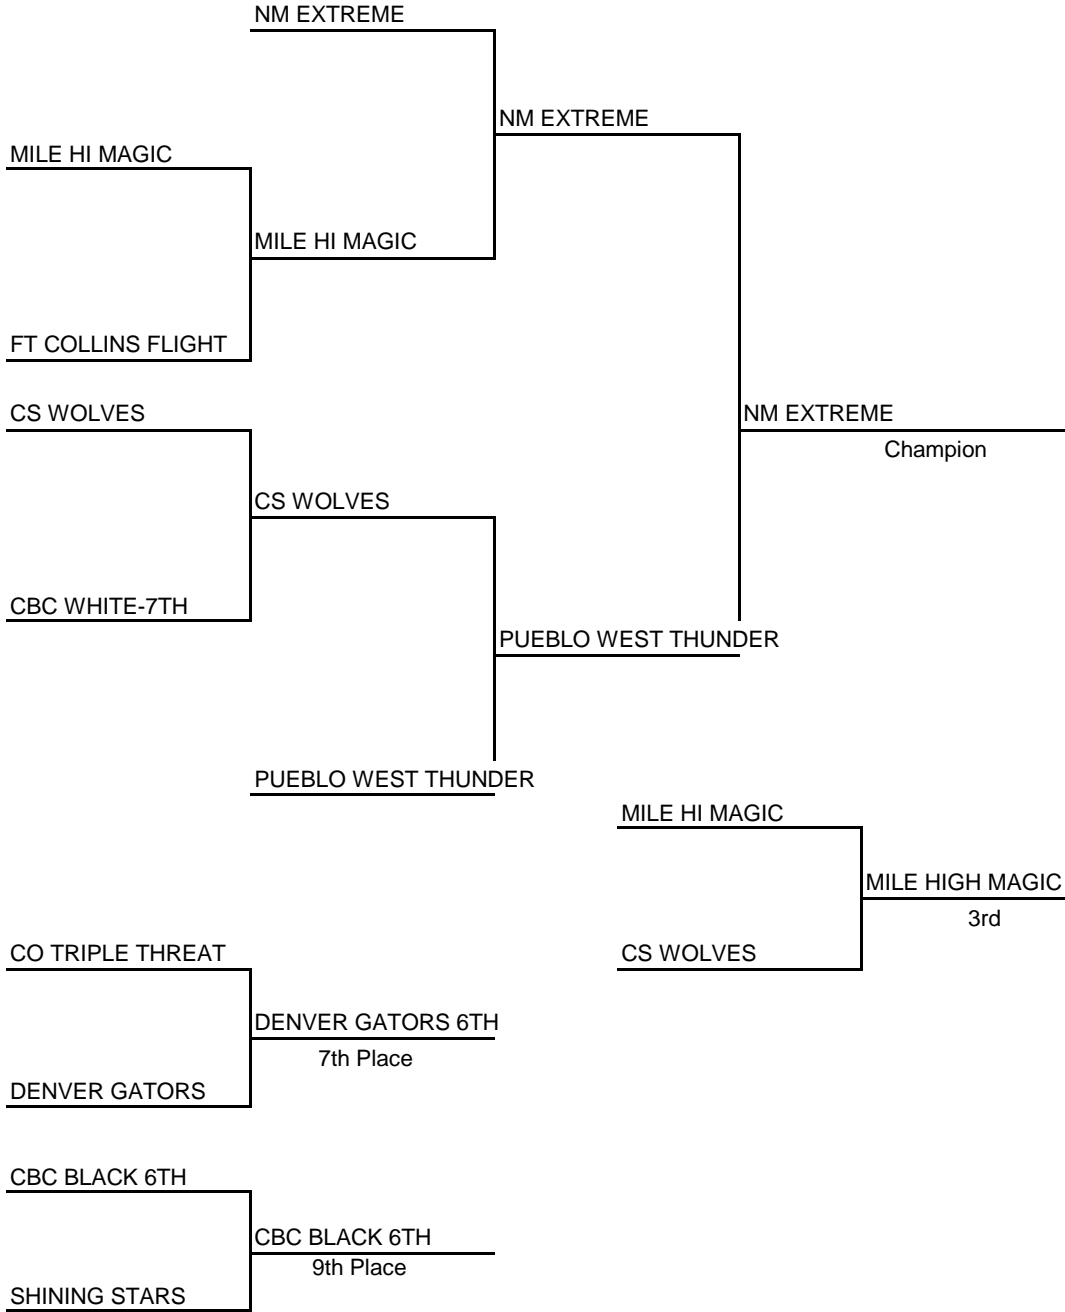 NM EXTREME
NM EXTREME
MILE HI MAGIC
MILE HI MAGIC
FT COLLINS FLIGHT
CS WOLVES
NM EXTREME
Champion
CS WOLVES
CBC WHITE-7TH
PUEBLO WEST THUNDER
PUEBLO WEST THUNDER
MILE HI MAGIC
MILE HIGH MAGIC
3rd
CO TRIPLE THREAT
CS WOLVES
DENVER GATORS 6TH
7th Place
DENVER GATORS
CBC BLACK 6TH
CBC BLACK 6TH
9th Place
SHINING STARS